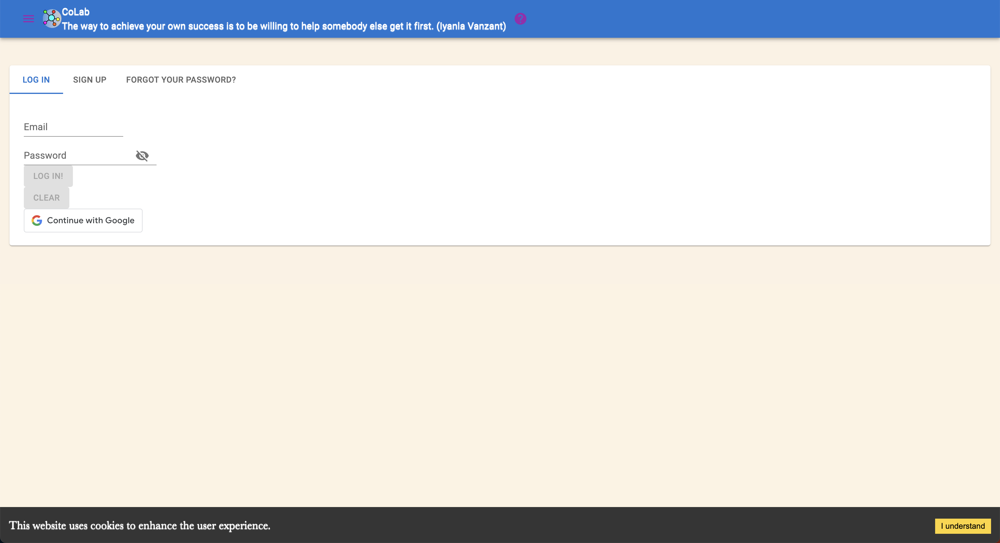 CoLab
The way to achieve your own success is to be willing to help somebody else get it first. (Iyanla Vanzant)
?
LOG IN
SIGN UP
FORGOT YOUR PASSWORD?
Email
Password
LOG IN!
CLEAR
Continue with Google
This website uses cookies to enhance the user experience.
I understand